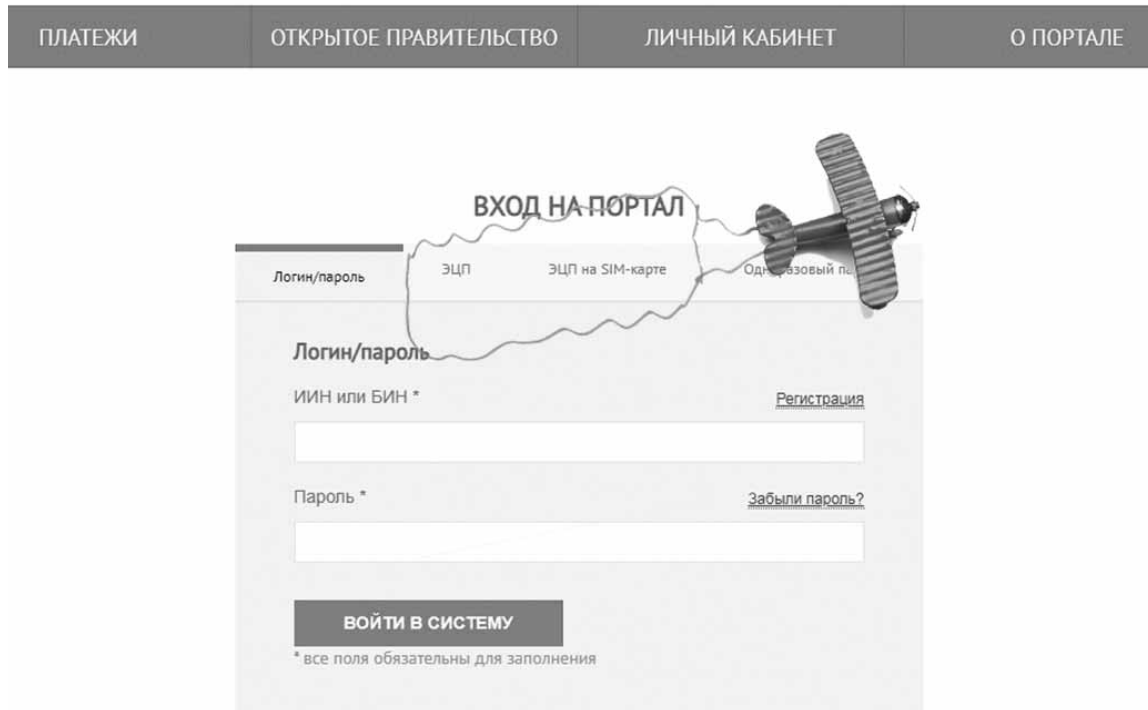 ПЛАТЕЖИ ОТКРЫТОЕ ПРАВИТЕЛЬСТВО ЛИЧНЫЙ КАБИНЕТ О ПОРТАЛЕ
ВХОД НА ПОРТАЛ
Логин/пароль ЭЦП ЭЦП на SIM-карте
Логин/пароль
ИИН или БИН * Регистрация
Пароль * Забыли пароль?
ВОЙТИ В СИСТЕМУ
* все поля обязательны для заполнения